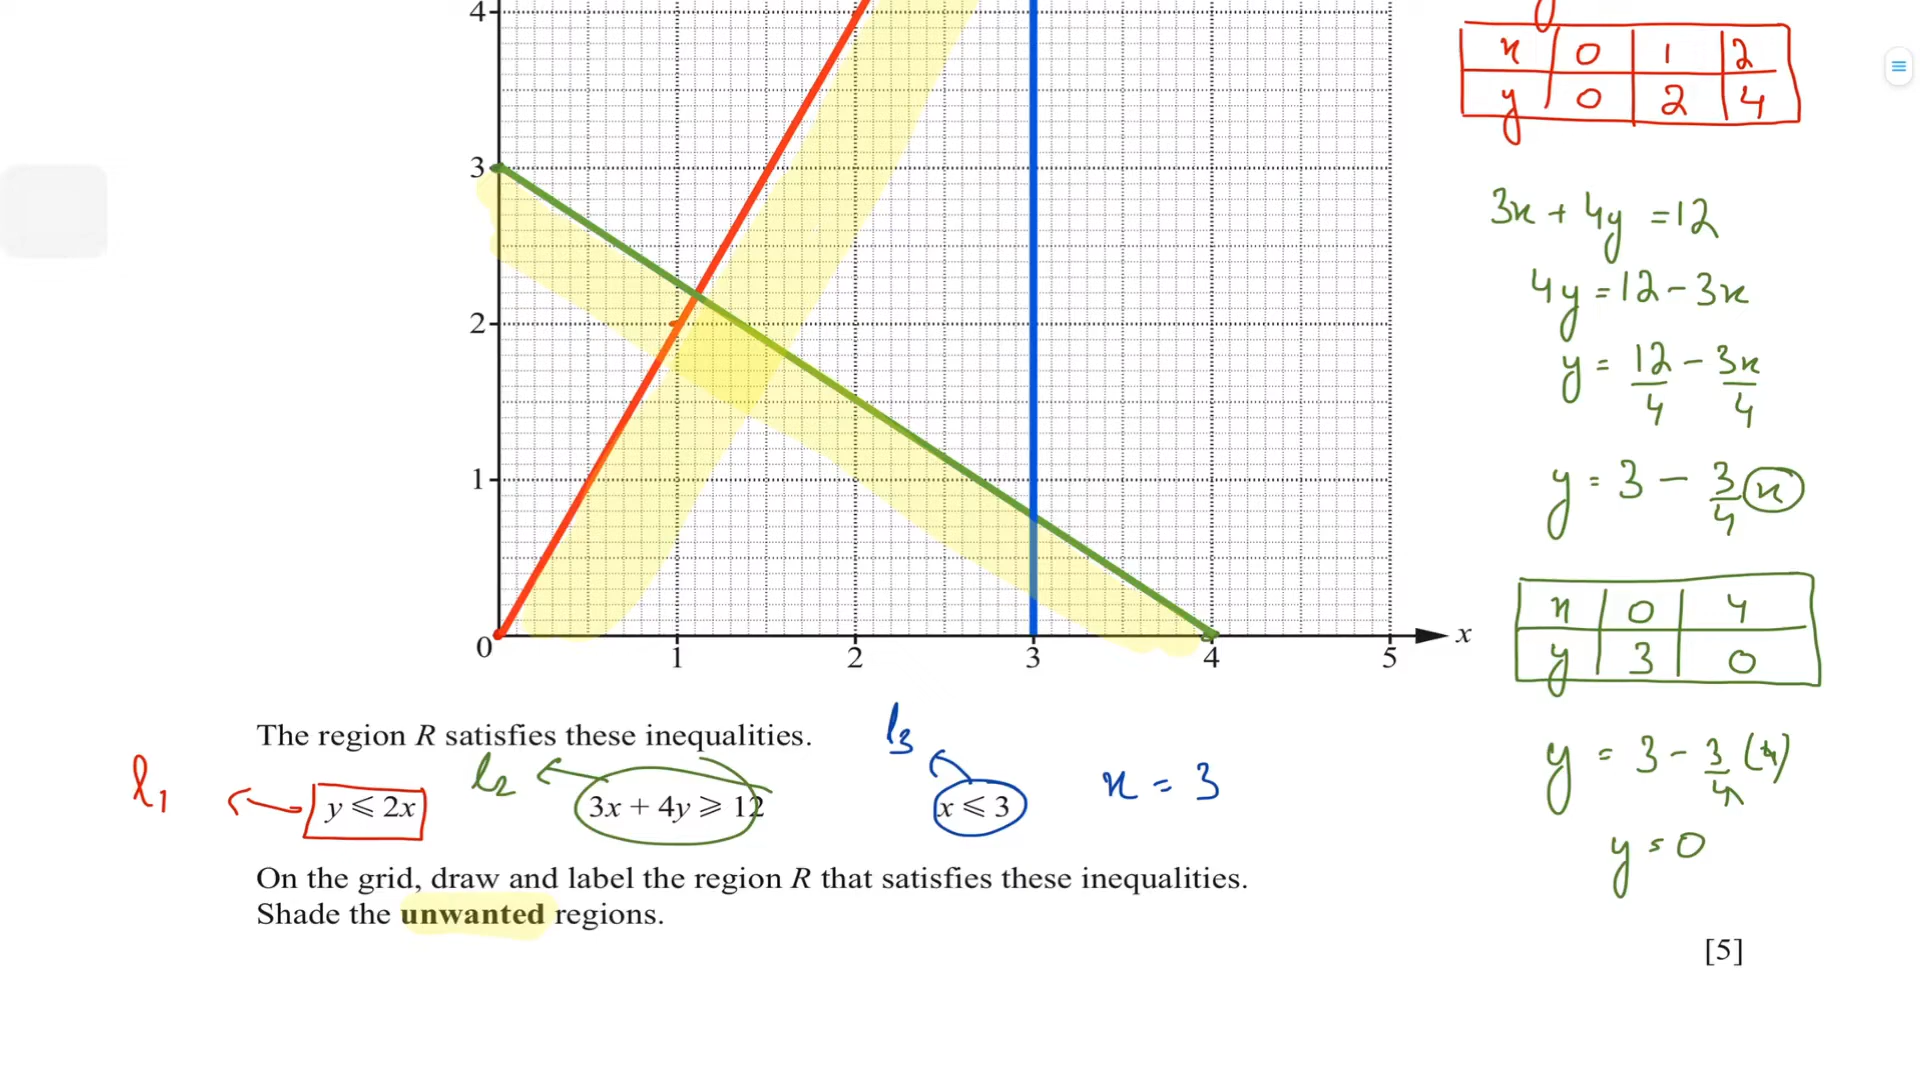 4
3
2
1
0
1 2 3 4 5 x
x 0 1 2
y 0 2 4
3x + 4y = 12
4y = 12 - 3x
y = 12/4 - 3x/4
y = 3 - 3/4 x
x 0 4
y 3 0
y = 3 - 3/4 (4)
y = 0
The region R satisfies these inequalities.
l1 l2 l3
y ⩽ 2x 3x + 4y ⩾ 12 x ⩽ 3 x = 3
On the grid, draw and label the region R that satisfies these inequalities.
Shade the unwanted regions.
[5]